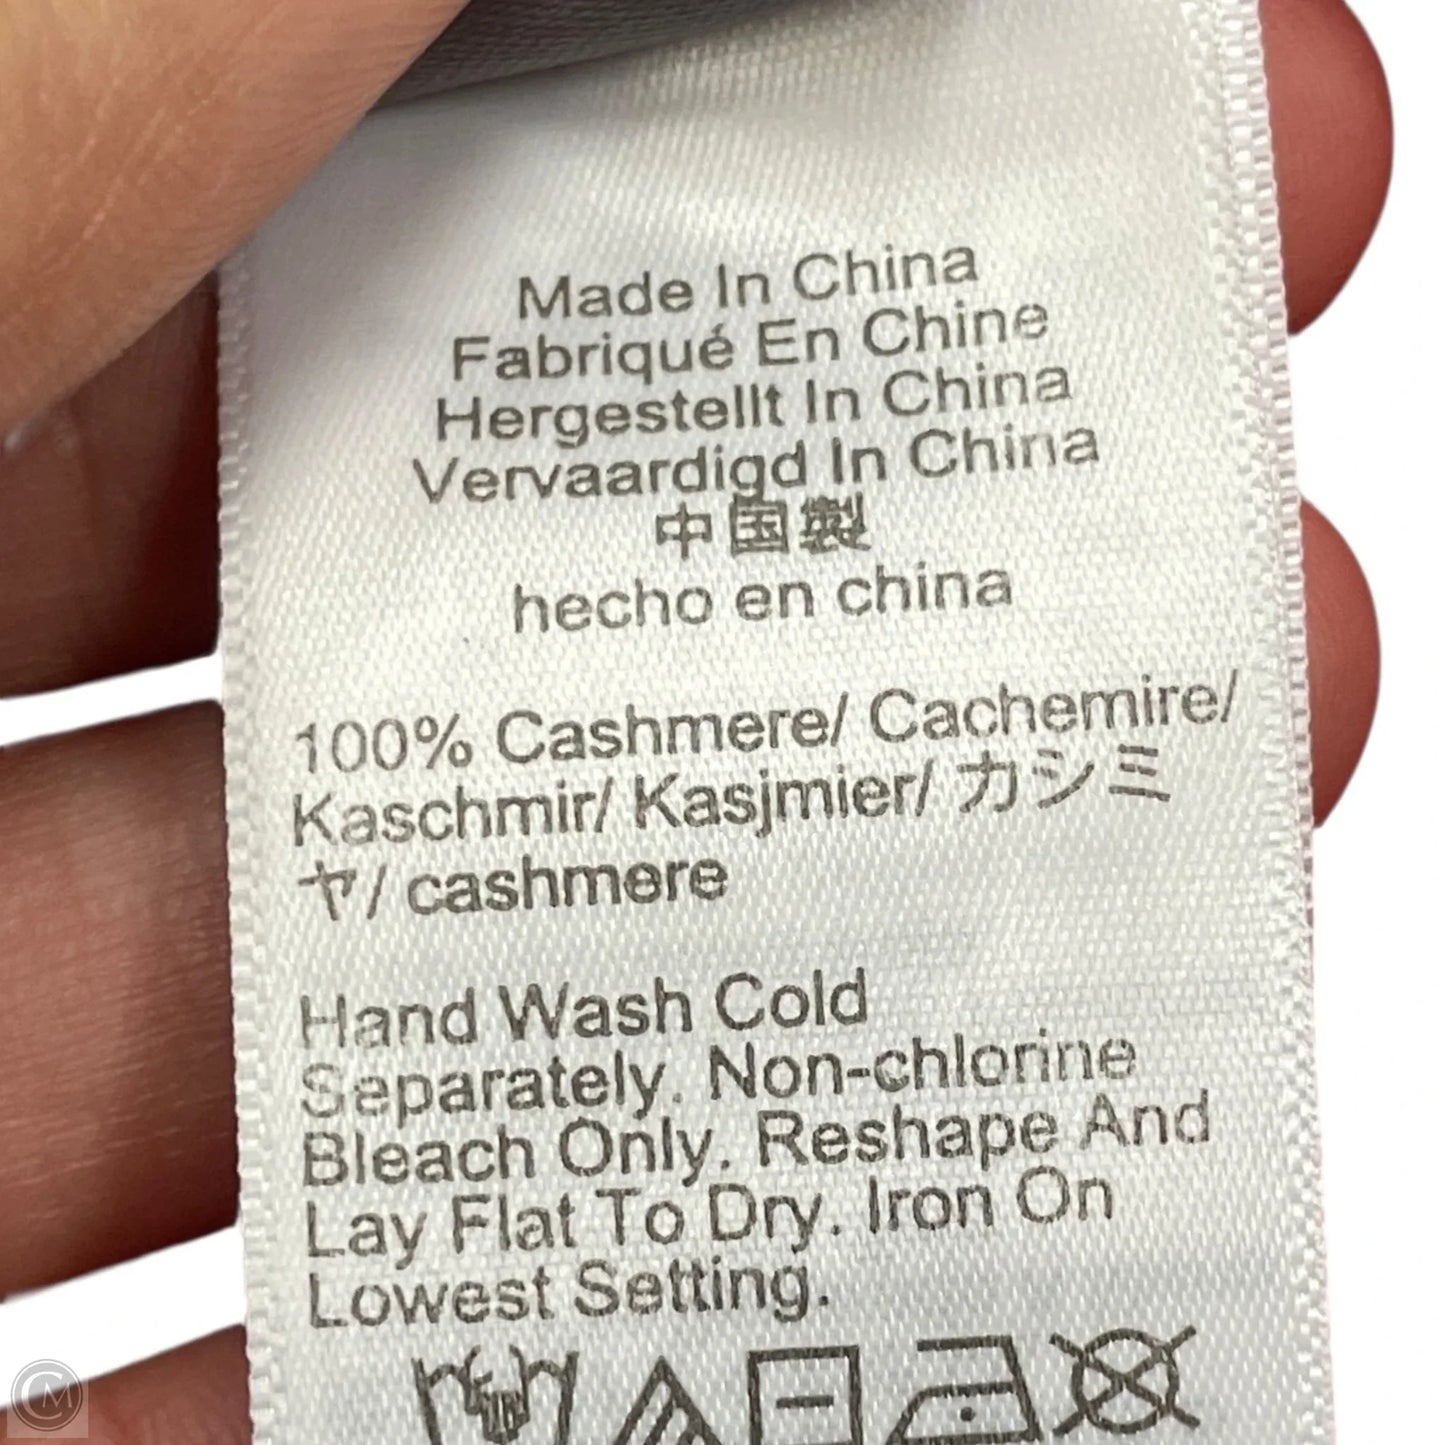 Made In China
Fabriqué En Chine
Hergestellt In China
Vervaardigd In China
中国製
hecho en china
100% Cashmere/ Cachemire/
Kaschmir/ Kasjmier/ カシミ
ヤ/ cashmere
Hand Wash Cold
Separately. Non-chlorine
Bleach Only. Reshape And
Lay Flat To Dry. Iron On
Lowest Setting.
CM